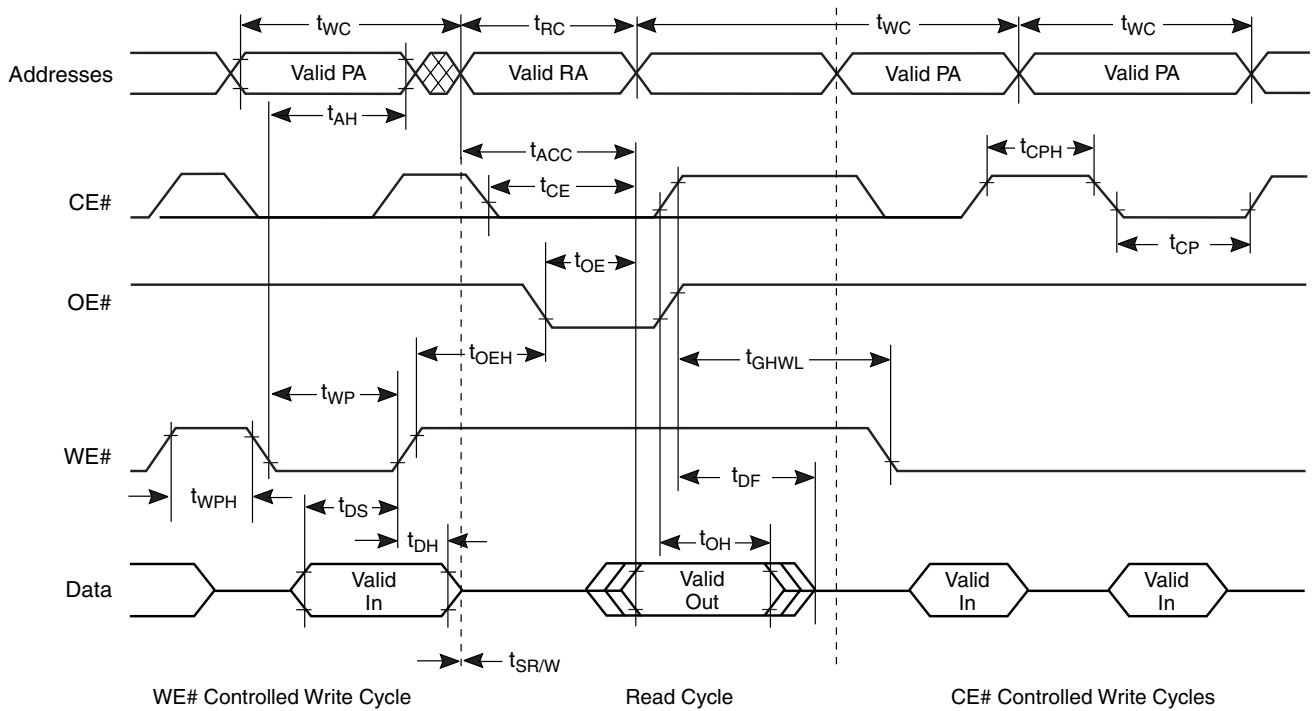 tWC tRC tWC tWC
Addresses Valid PA Valid RA Valid PA Valid PA
tAH
tACC tCPH
CE# tCE
tCP
tOE
OE#
tOEH tGHWL
tWP
WE#
tDF
tWPH tDS
tDH tOH
Data Valid In Valid Out Valid In Valid In
tSR/W
WE# Controlled Write Cycle Read Cycle CE# Controlled Write Cycles